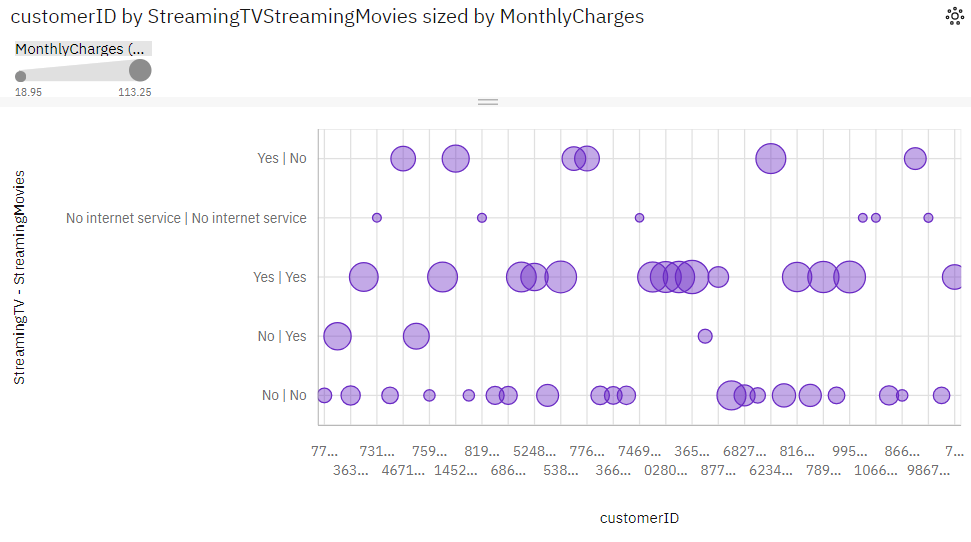 customerID by StreamingTVStreamingMovies sized by MonthlyCharges
MonthlyCharges (...
18.95 113.25
StreamingTV - StreamingMovies
Yes | No
No internet service | No internet service
Yes | Yes
No | Yes
No | No
77... 731... 759... 819... 5248... 776... 7469... 365... 6827... 816... 995... 866... 7...
363... 4671... 1452... 686... 538... 366... 0280... 877... 6234... 789... 1066... 9867...
customerID